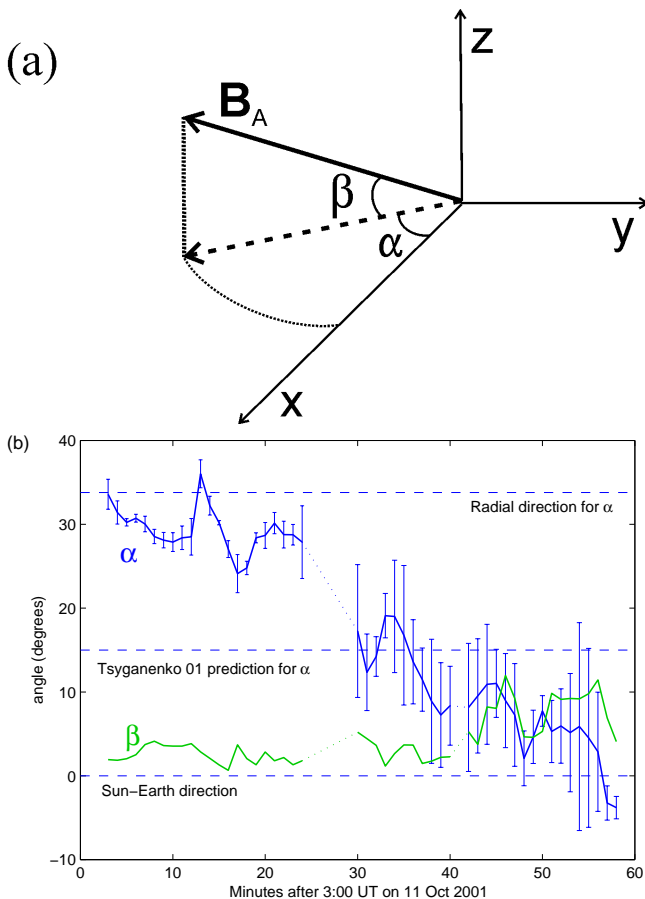 (a)
z
B_A
β
α
y
x
(b)
40
30
20
10
0
−10
angle (degrees)
Radial direction for α
α
Tsyganenko 01 prediction for α
β
Sun−Earth direction
0 10 20 30 40 50 60
Minutes after 3:00 UT on 11 Oct 2001